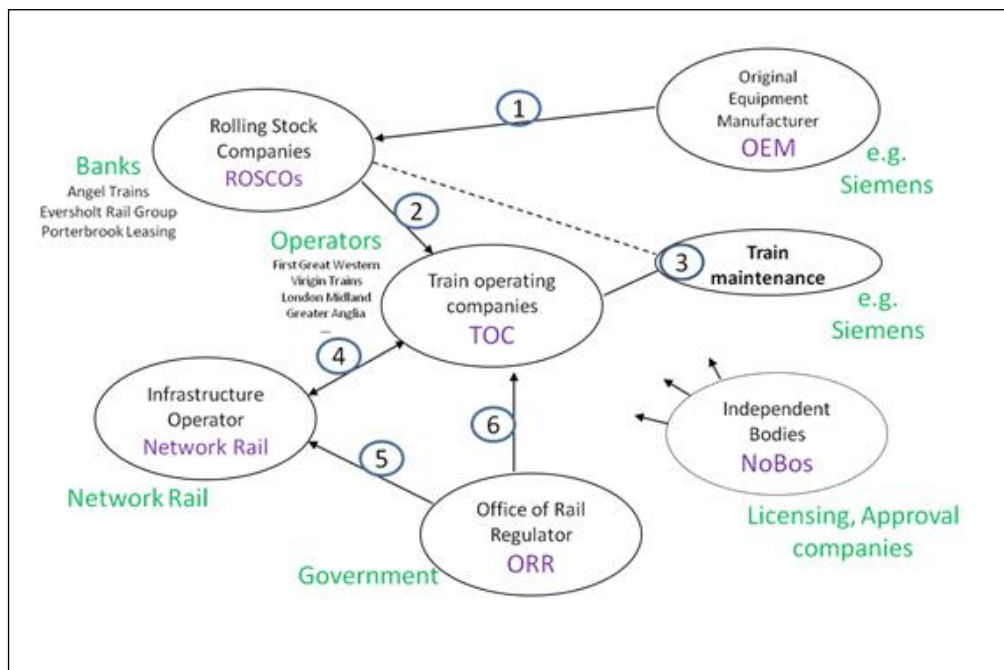 Original
Equipment
Manufacturer
OEM
e.g.
Siemens
1
Rolling Stock
Companies
ROSCOs
Banks
Angel Trains
Eversholt Rail Group
Porterbrook Leasing
2
Operators
First Great Western
Virigin Trains
London Midland
Greater Anglia
...
Train operating
companies
TOC
3
Train
maintenance
e.g.
Siemens
4
Infrastructure
Operator
Network Rail
Network Rail
5
6
Office of Rail
Regulator
ORR
Government
Independent
Bodies
NoBos
Licensing, Approval
companies